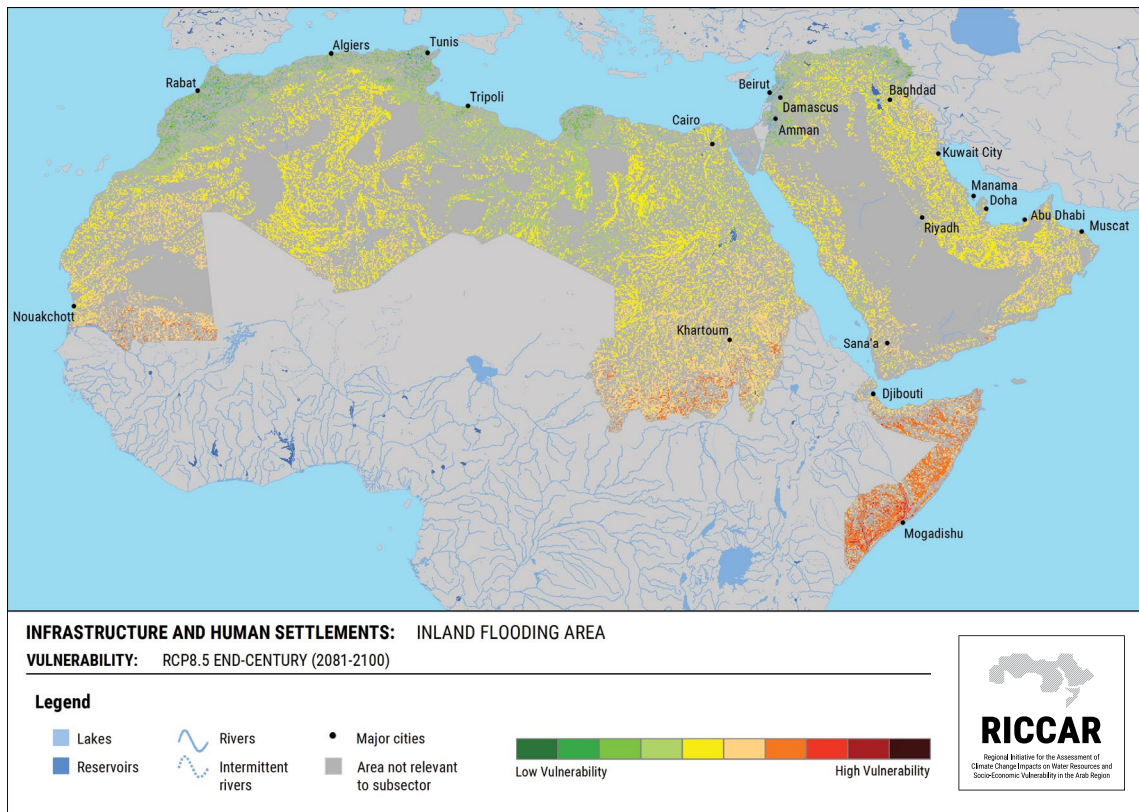 Algiers
Tunis
Rabat
Tripoli
Beirut
Baghdad
Damascus
Cairo
Amman
Kuwait City
Manama
Doha
Abu Dhabi
Riyadh
Muscat
Nouakchott
Khartoum
Sana'a
Djibouti
Mogadishu
INFRASTRUCTURE AND HUMAN SETTLEMENTS: INLAND FLOODING AREA
VULNERABILITY: RCP8.5 END-CENTURY (2081-2100)
Legend
Lakes
Rivers
Major cities
Reservoirs
Intermittent
rivers
Area not relevant
to subsector
Low Vulnerability
High Vulnerability
RICCAR
Regional Initiative for the Assessment of
Climate Change Impacts on Water Resources and
Socio-Economic Vulnerability in the Arab Region